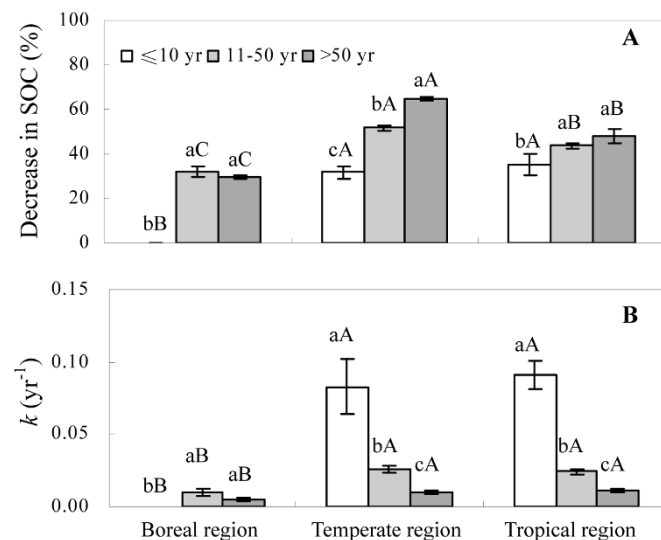 100
80
60
40
20
0
Decrease in SOC (%)
A
≤10 yr 11-50 yr >50 yr
bB aC aC cA bA aA bA aB aB
0.15
0.10
0.05
0.00
k (yr-1)
B
bB aB aB aA bA cA aA bA cA
Boreal region Temperate region Tropical region